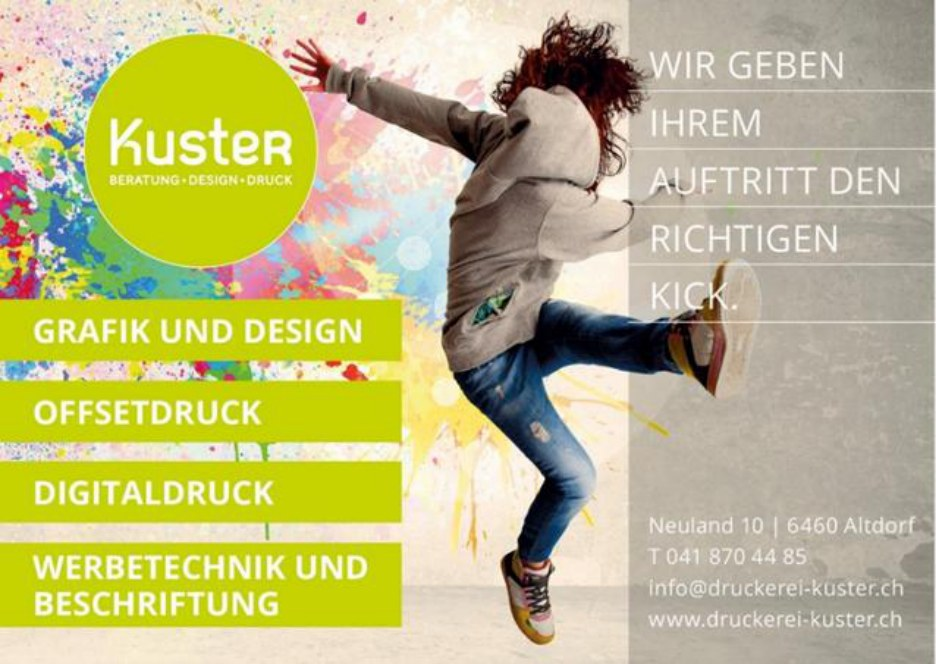 Kuster
BERATUNG • DESIGN • DRUCK
GRAFIK UND DESIGN
OFFSETDRUCK
DIGITALDRUCK
WERBETECHNIK UND
BESCHRIFTUNG
WIR GEBEN
IHREM
AUFTRITT DEN
RICHTIGEN
KICK.
Neuland 10 | 6460 Altdorf
T 041 870 44 85
info@druckerei-kuster.ch
www.druckerei-kuster.ch